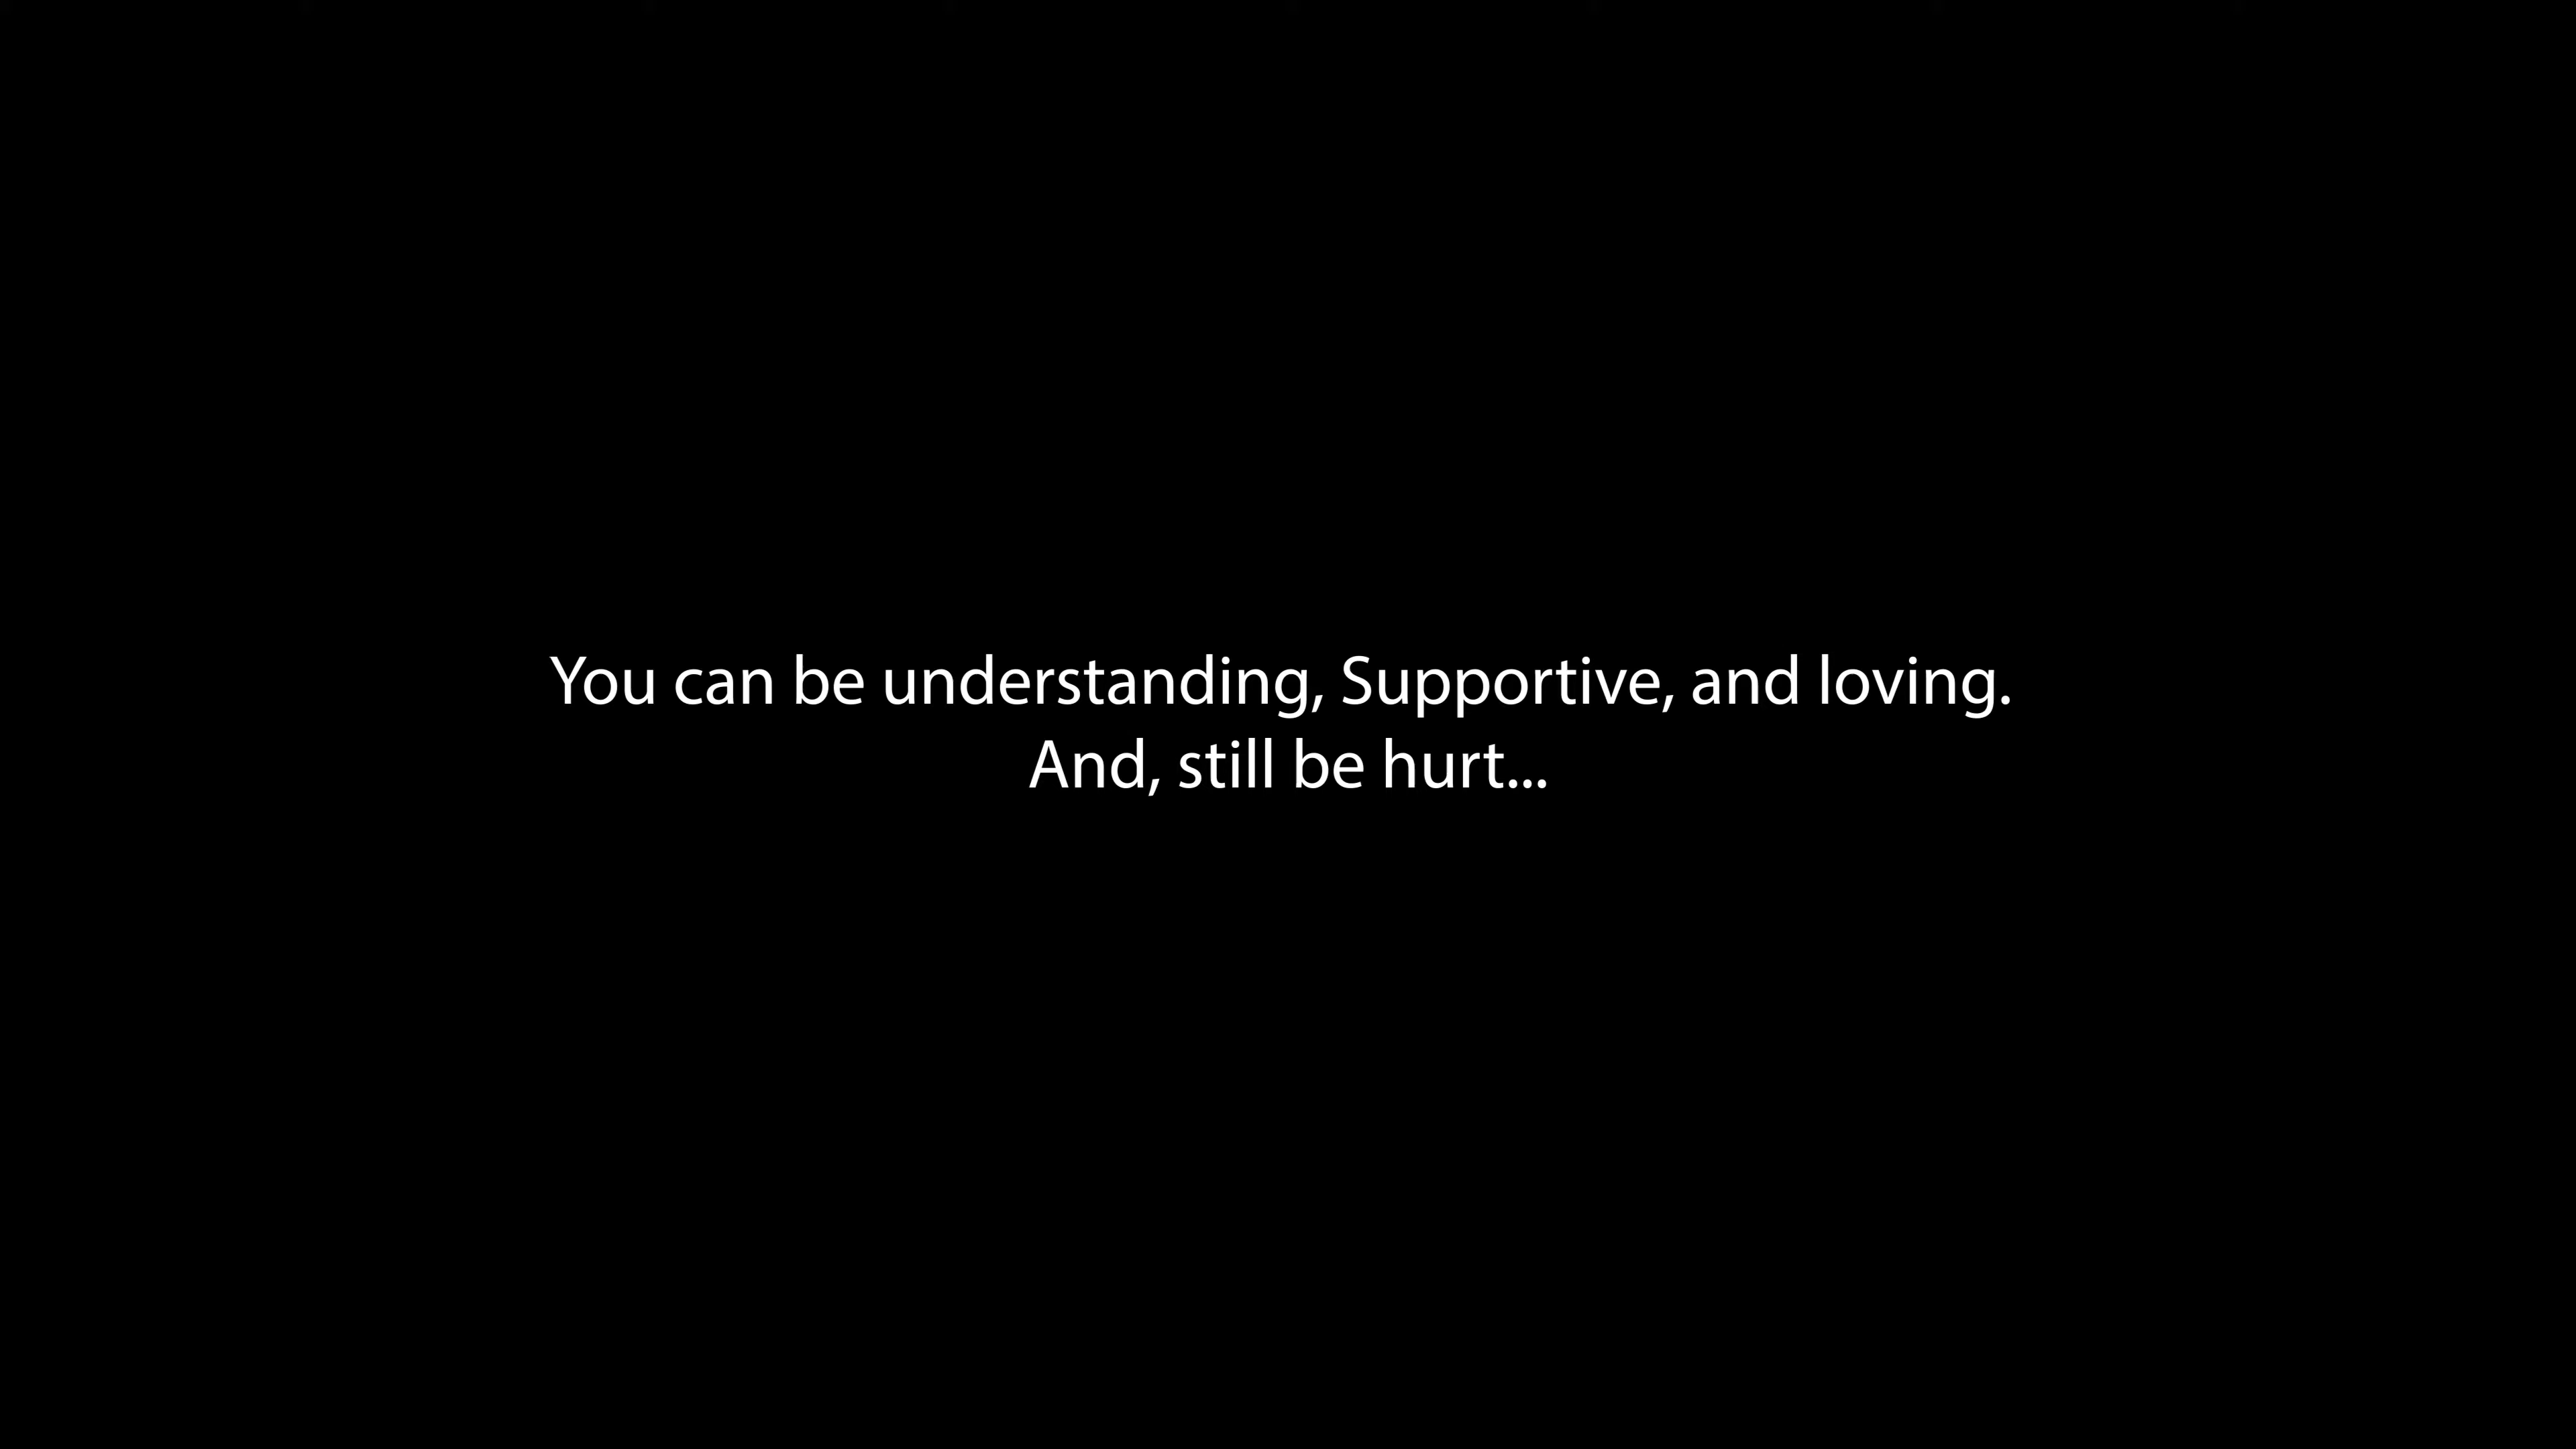 You can be understanding, Supportive, and loving.
And, still be hurt...